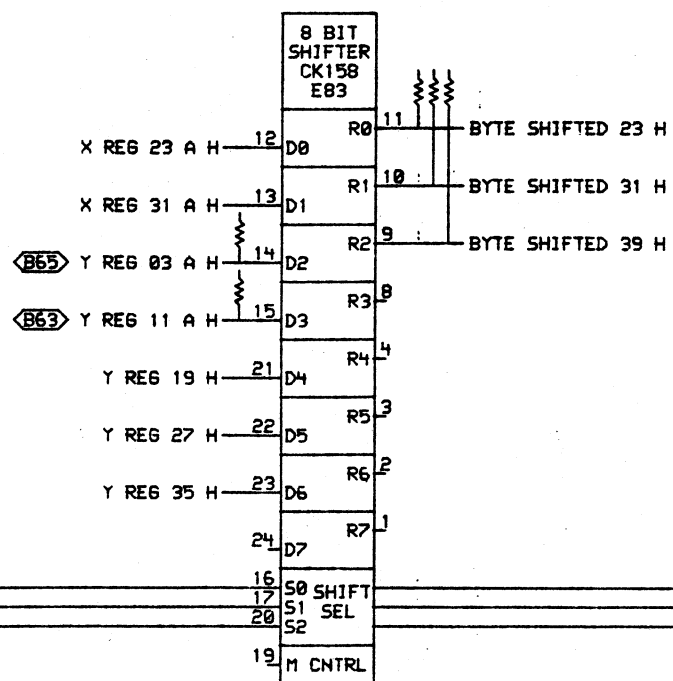 8 BIT
SHIFTER
CK158
E83
R0 11 BYTE SHIFTED 23 H
X REG 23 A H 12 D0
R1 10 BYTE SHIFTED 31 H
X REG 31 A H 13 D1
R2 9 BYTE SHIFTED 39 H
B65 Y REG 03 A H 14 D2
R3 8
B63 Y REG 11 A H 15 D3
R4 4
Y REG 19 H 21 D4
R5 3
Y REG 27 H 22 D5
R6 2
Y REG 35 H 23 D6
R7 1
24 D7
16 S0 SHIFT
17 S1 SEL
20 S2
19 M CNTRL